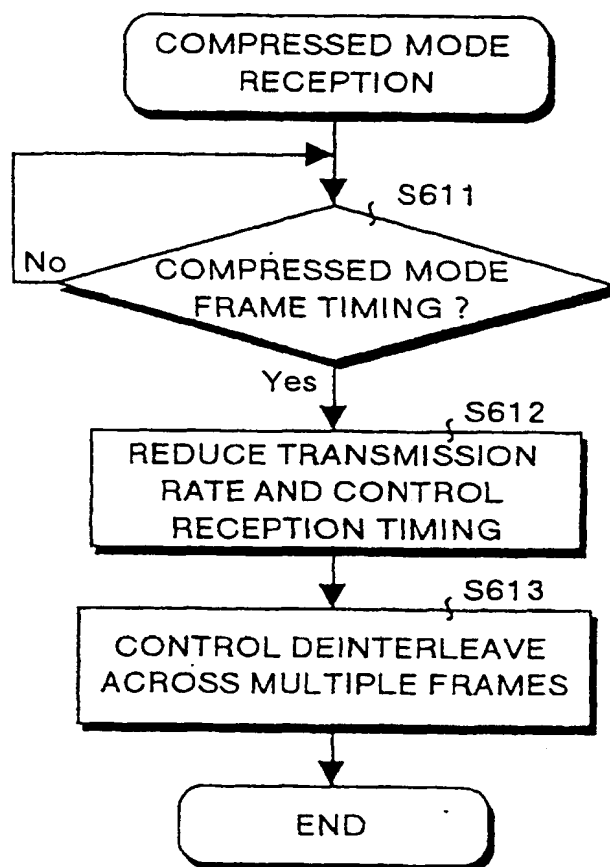 COMPRESSED MODE
RECEPTION
S611
No
COMPRESSED MODE
FRAME TIMING ?
Yes
S612
REDUCE TRANSMISSION
RATE AND CONTROL
RECEPTION TIMING
S613
CONTROL DEINTERLEAVE
ACROSS MULTIPLE FRAMES
END